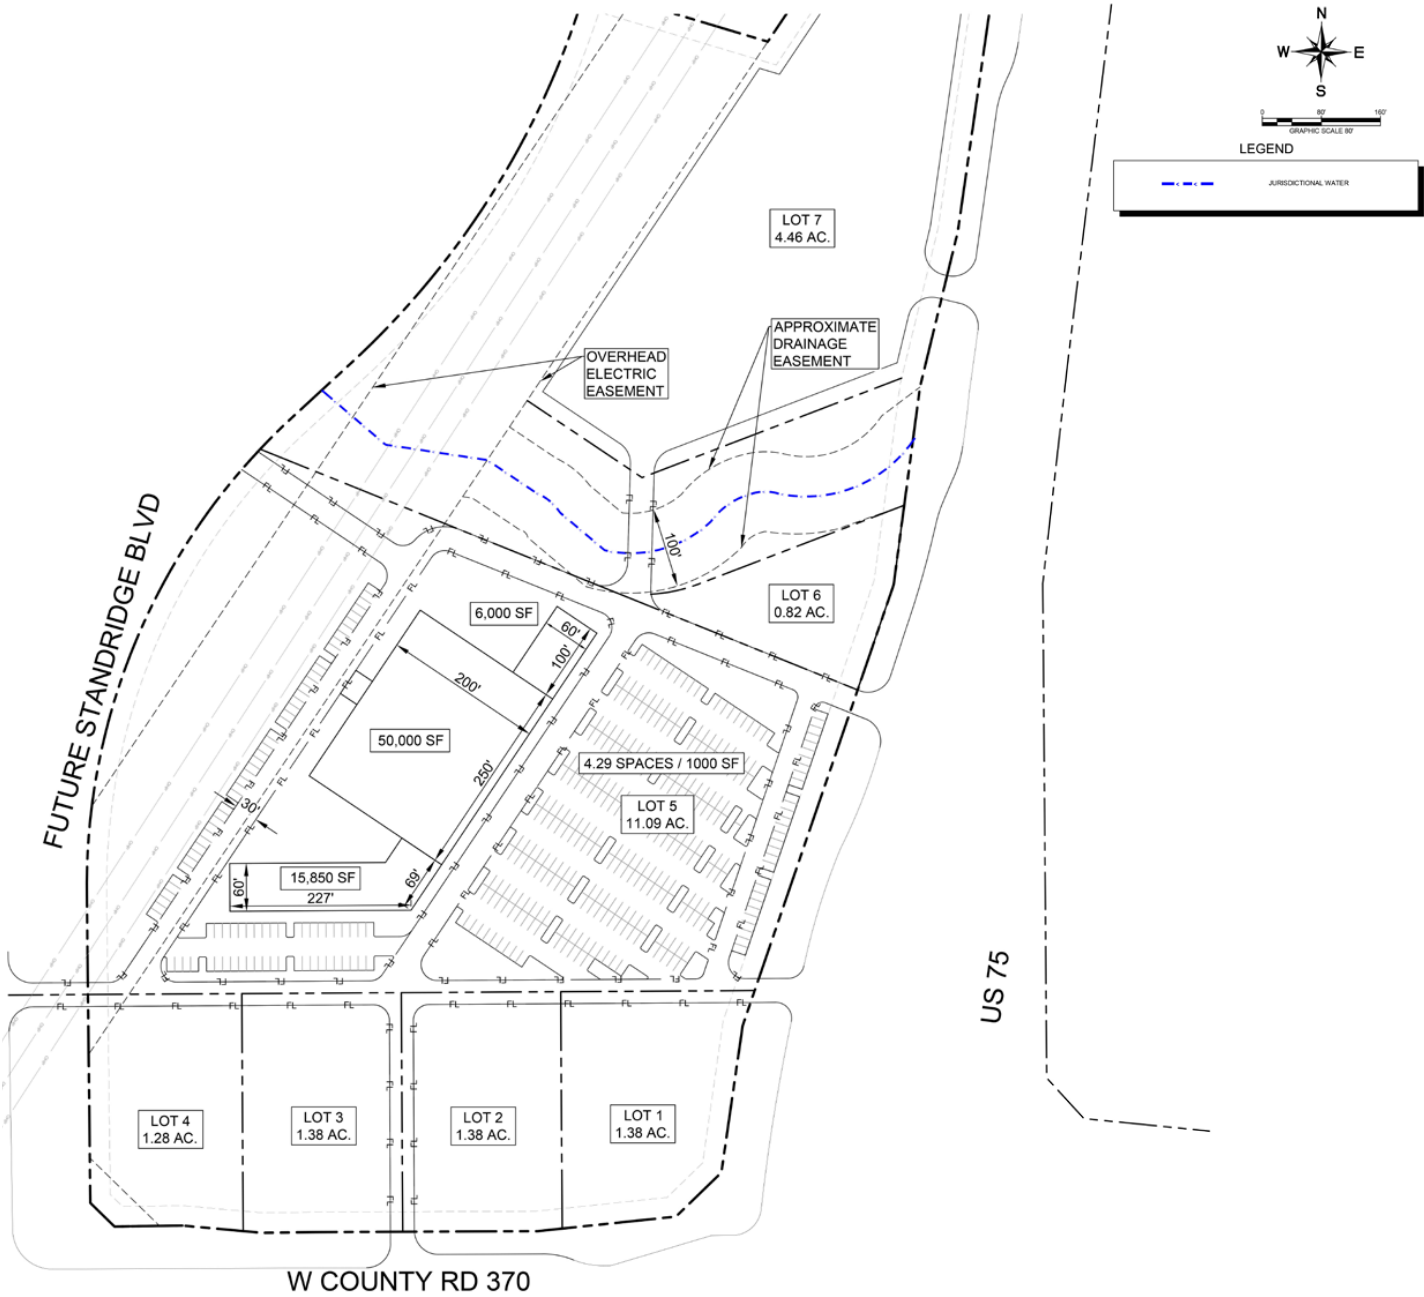 N
W E
S
0 80' 160'
GRAPHIC SCALE 80'
LEGEND
JURISDICTIONAL WATER
LOT 7
4.46 AC.
APPROXIMATE
DRAINAGE
EASEMENT
OVERHEAD
ELECTRIC
EASEMENT
100'
LOT 6
0.82 AC.
FUTURE STANDRIDGE BLVD
6,000 SF
60'
100'
200'
50,000 SF
250'
4.29 SPACES / 1000 SF
LOT 5
11.09 AC.
30'
15,850 SF
60'
227'
69'
US 75
LOT 4
1.28 AC.
LOT 3
1.38 AC.
LOT 2
1.38 AC.
LOT 1
1.38 AC.
W COUNTY RD 370